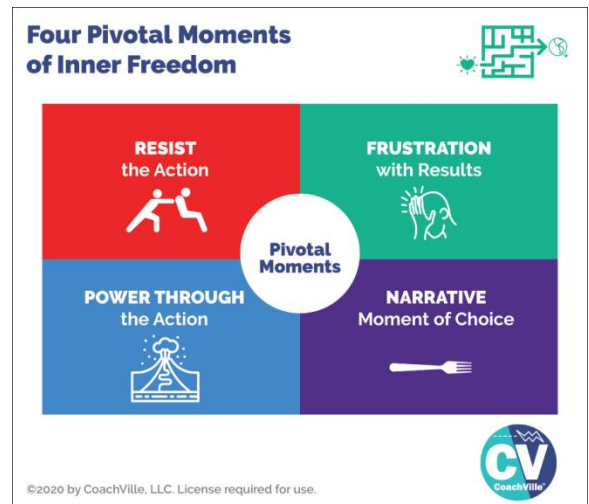 Four Pivotal Moments
of Inner Freedom
RESIST
the Action
FRUSTRATION
with Results
Pivotal
Moments
POWER THROUGH
the Action
NARRATIVE
Moment of Choice
CV
CoachVille®
©2020 by CoachVille, LLC. License required for use.